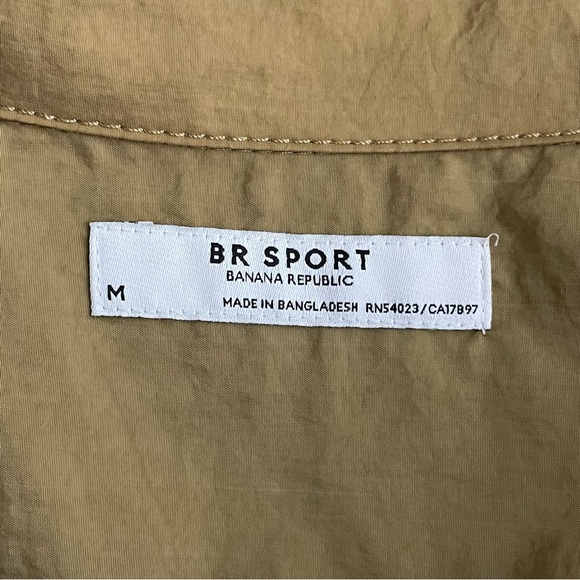 BR SPORT
BANANA REPUBLIC
M
MADE IN BANGLADESH RN54023/CA17897